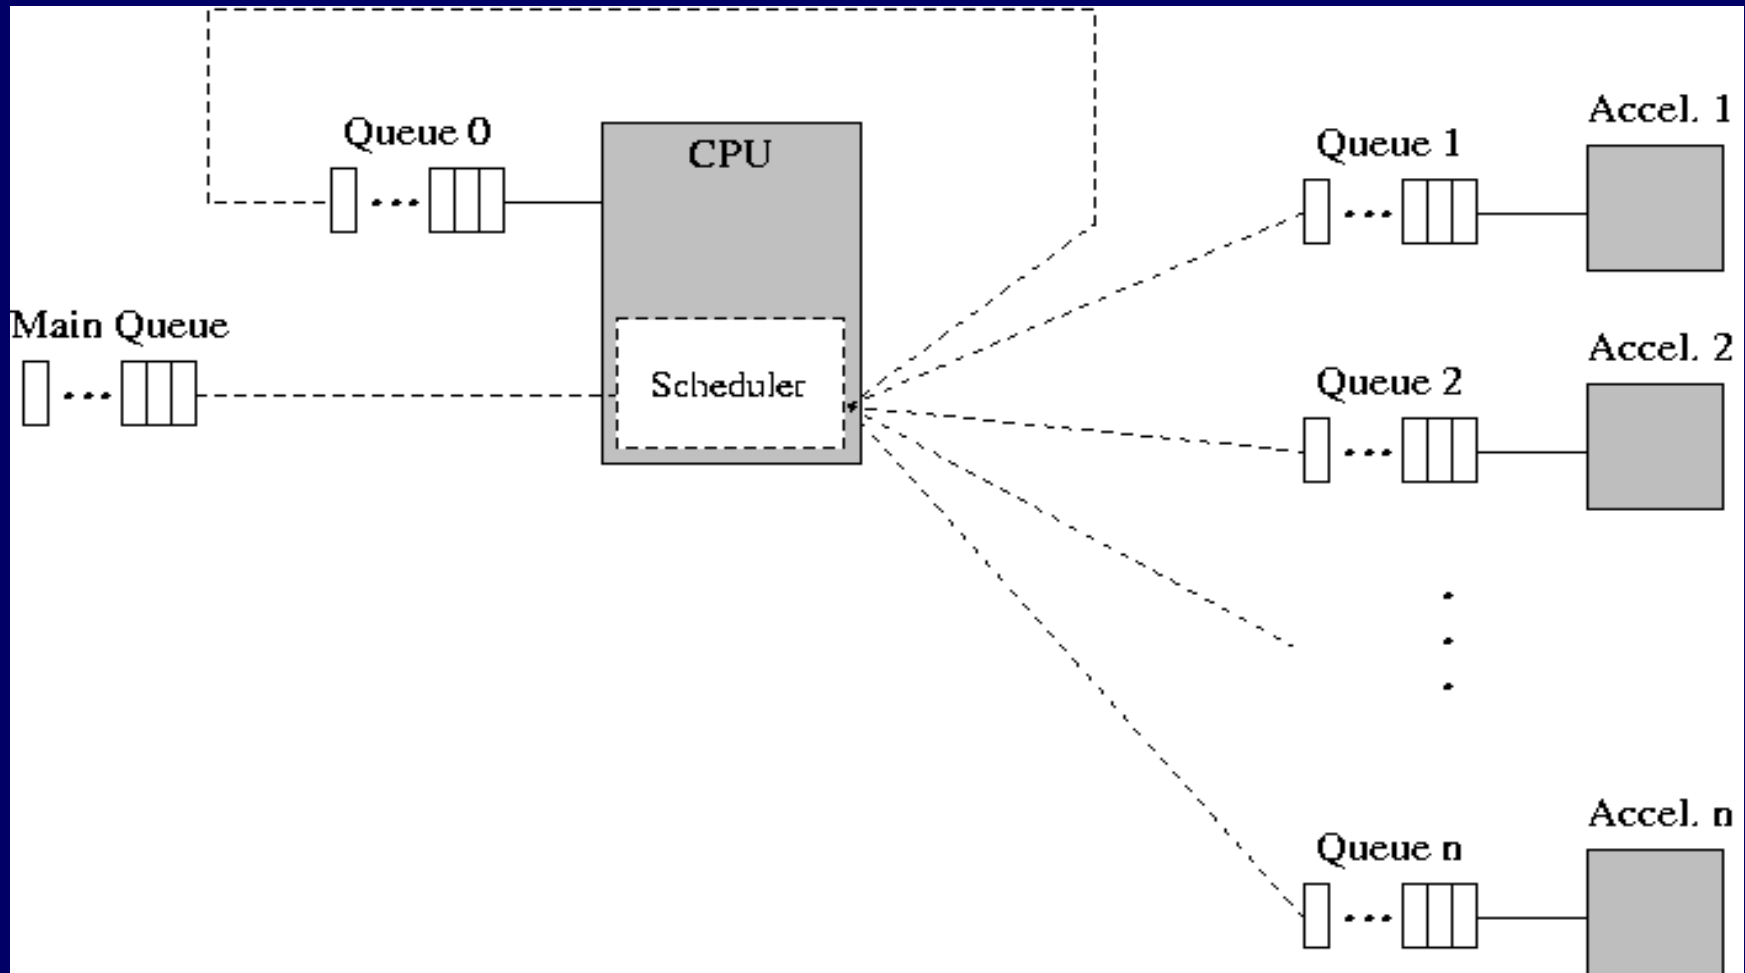 Queue 0
CPU
Main Queue
Scheduler
Accel. 1
Queue 1
Accel. 2
Queue 2
Accel. n
Queue n